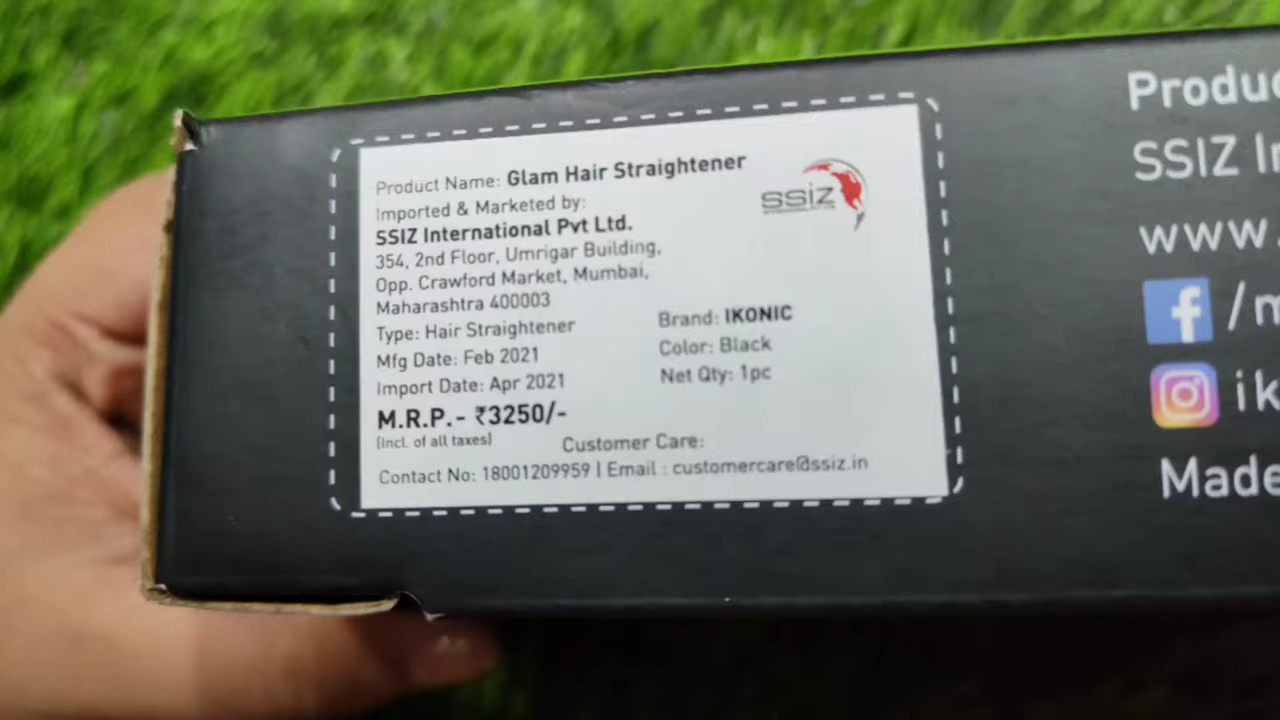 Product Name: Glam Hair Straightener
Imported & Marketed by:
SSIZ International Pvt Ltd.
354, 2nd Floor, Umrigar Building,
Opp. Crawford Market, Mumbai,
Maharashtra 400003
Type: Hair Straightener
Mfg Date: Feb 2021
Import Date: Apr 2021
M.R.P.- ₹3250/-
(Incl. of all taxes)
Brand: IKONIC
Color: Black
Net Qty: 1pc
Customer Care:
Contact No: 18001209959 | Email : customercare@ssiz.in
ssiz
Produc
SSIZ In
www.
/m
ik
Made